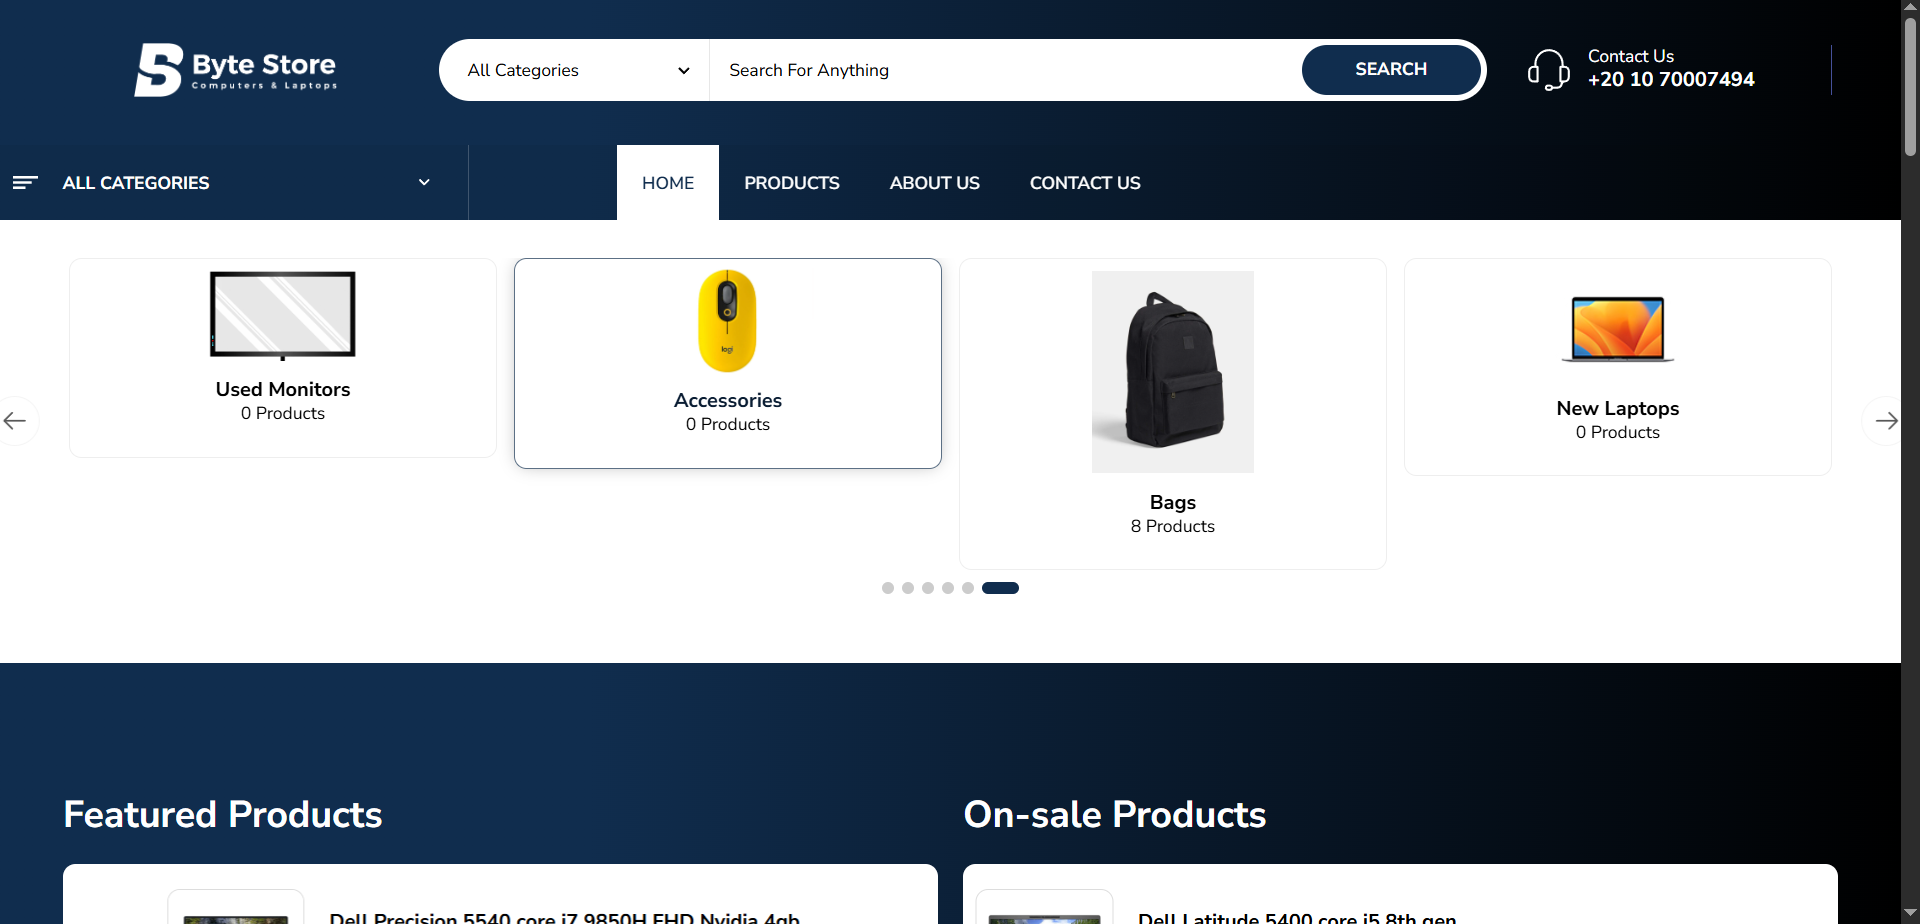 Byte Store
Computers & Laptops
All Categories
Search For Anything
SEARCH
Contact Us
+20 10 70007494
ALL CATEGORIES
HOME
PRODUCTS
ABOUT US
CONTACT US
Used Monitors
0 Products
logi
Accessories
0 Products
Bags
8 Products
New Laptops
0 Products
Featured Products
On-sale Products
Dell Precision 5540 core i7 9850H FHD Nvidia 4gb
Dell Latitude 5400 core i5 8th gen